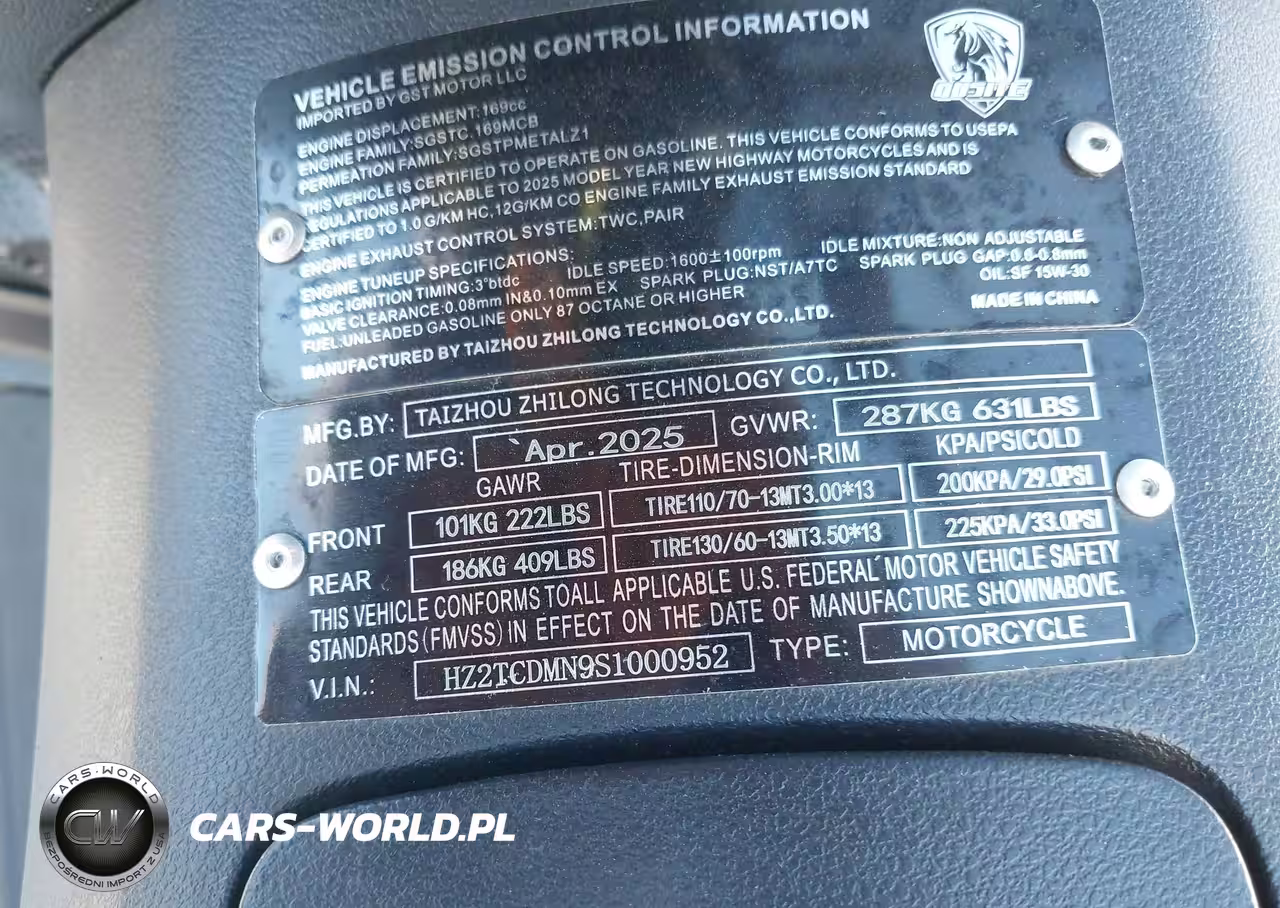 VEHICLE EMISSION CONTROL INFORMATION
IMPORTED BY GST MOTOR LLC
ENGINE DISPLACEMENT:169cc
ENGINE FAMILY:SGSTC.169MCB
PERMEATION FAMILY:SGSTPMETALZ1
THIS VEHICLE IS CERTIFIED TO OPERATE ON GASOLINE. THIS VEHICLE CONFORMS TO USEPA
REGULATIONS APPLICABLE TO 2025 MODEL YEAR NEW HIGHWAY MOTORCYCLES AND IS
CERTIFIED TO 1.0 G/KM HC,12G/KM CO ENGINE FAMILY EXHAUST EMISSION STANDARD
ENGINE EXHAUST CONTROL SYSTEM:TWC,PAIR
ENGINE TUNEUP SPECIFICATIONS:
BASIC IGNITION TIMING:3°btdc IDLE SPEED:1600±100rpm IDLE MIXTURE:NON ADJUSTABLE
VALVE CLEARANCE:0.08mm IN&0.10mm EX SPARK PLUG:NST/A7TC SPARK PLUG GAP:0.6-0.8mm
FUEL:UNLEADED GASOLINE ONLY 87 OCTANE OR HIGHER OIL:SF 15W-30
MANUFACTURED BY TAIZHOU ZHILONG TECHNOLOGY CO.,LTD. MADE IN CHINA
MFG.BY: TAIZHOU ZHILONG TECHNOLOGY CO., LTD.
DATE OF MFG: `Apr.2025 GVWR: 287KG 631LBS
GAWR TIRE-DIMENSION-RIM KPA/PSICOLD
FRONT 101KG 222LBS TIRE110/70-13MT3.00*13 200KPA/29.0PSI
REAR 186KG 409LBS TIRE130/60-13MT3.50*13 225KPA/33.0PSI
THIS VEHICLE CONFORMS TOALL APPLICABLE U.S. FEDERAL MOTOR VEHICLE SAFETY
STANDARDS(FMVSS)IN EFFECT ON THE DATE OF MANUFACTURE SHOWNABOVE.
V.I.N.: HZ2TCDMN9S1000952 TYPE: MOTORCYCLE
CARS-WORLD
CW
BEZPOŚREDNI IMPORT Z USA
CARS-WORLD.PL